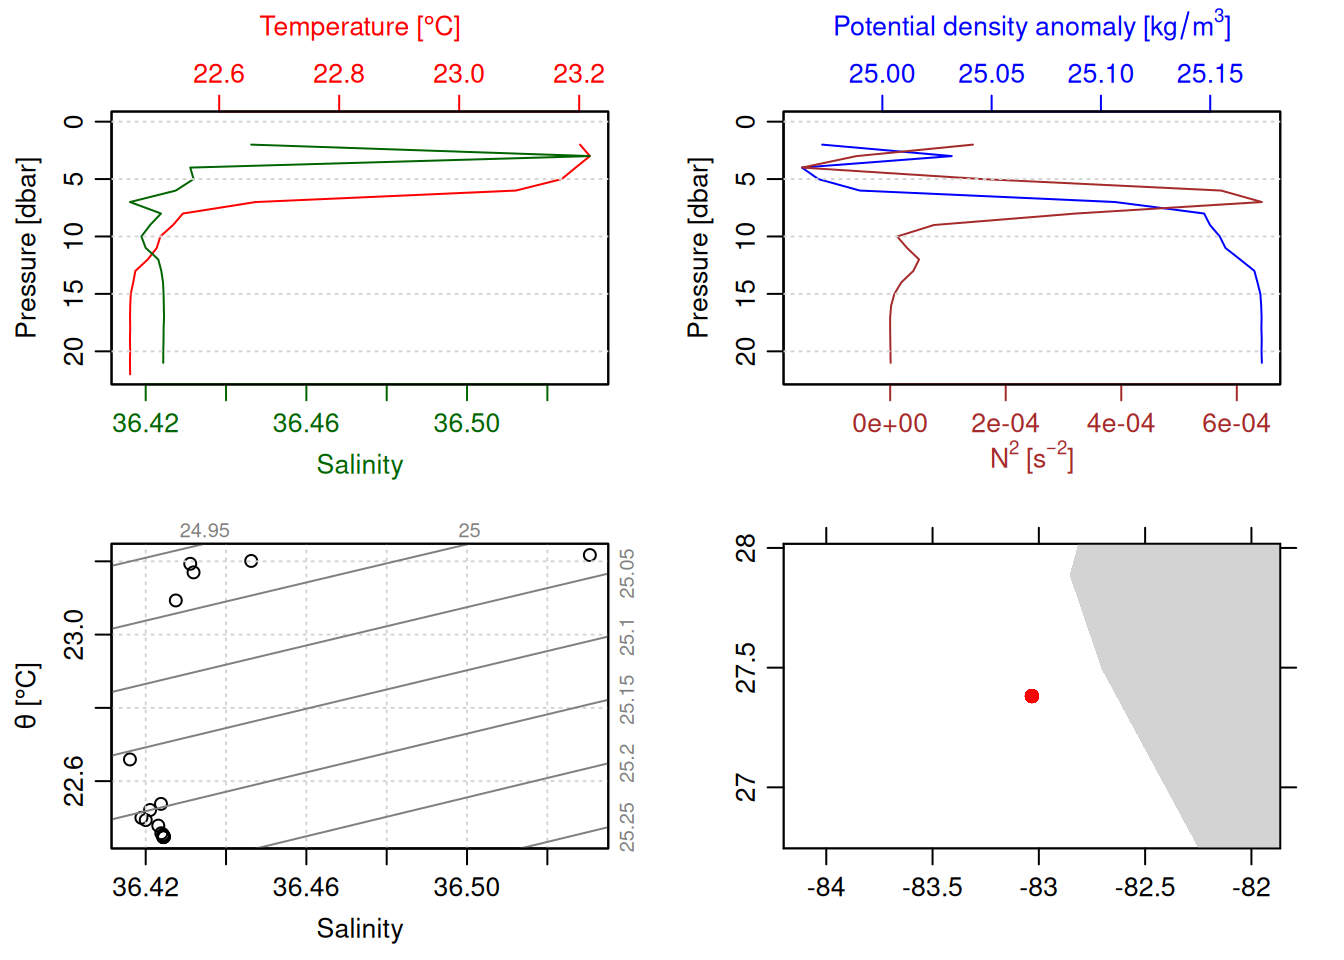 Temperature [°C]
22.6 22.8 23.0 23.2
Pressure [dbar]
0
5
10
15
20
36.42 36.46 36.50
Salinity
Potential density anomaly [kg/m³]
25.00 25.05 25.10 25.15
Pressure [dbar]
0
5
10
15
20
0e+00 2e-04 4e-04 6e-04
N² [s⁻²]
24.95 25
θ [°C]
23.0
22.6
25.05
25.1
25.15
25.2
25.25
36.42 36.46 36.50
Salinity
28
27.5
27
-84 -83.5 -83 -82.5 -82